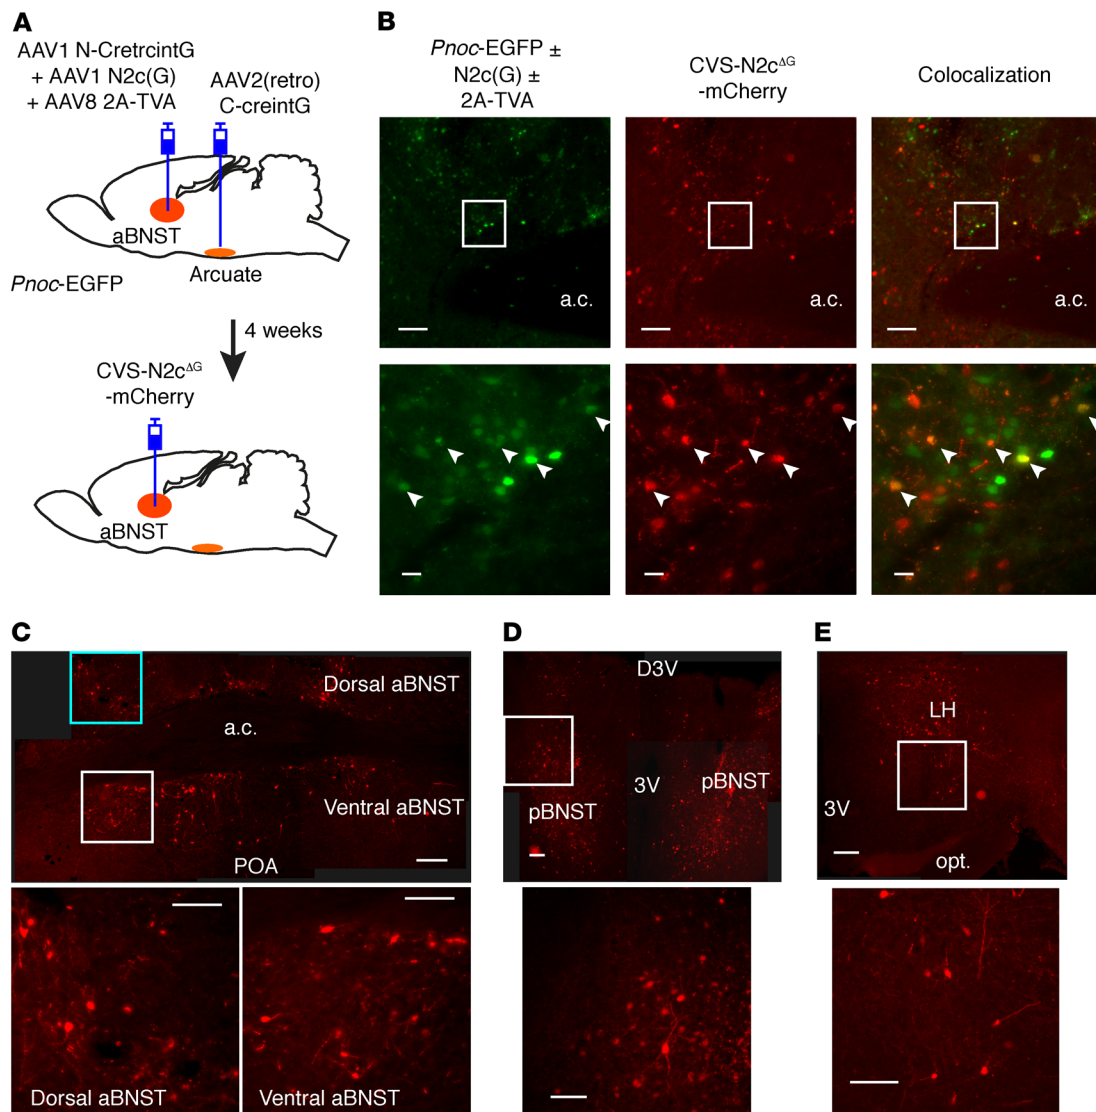 A
AAV1 N-CretrcintG
+ AAV1 N2c(G)
+ AAV8 2A-TVA
AAV2(retro)
C-creintG
aBNST
Arcuate
Pnoc-EGFP
4 weeks
CVS-N2cΔG
-mCherry
aBNST
B
Pnoc-EGFP ±
N2c(G) ±
2A-TVA
CVS-N2cΔG
-mCherry
Colocalization
a.c.
a.c.
a.c.
C
Dorsal aBNST
a.c.
Ventral aBNST
POA
Dorsal aBNST
Ventral aBNST
D
D3V
3V
pBNST
pBNST
E
LH
3V
opt.